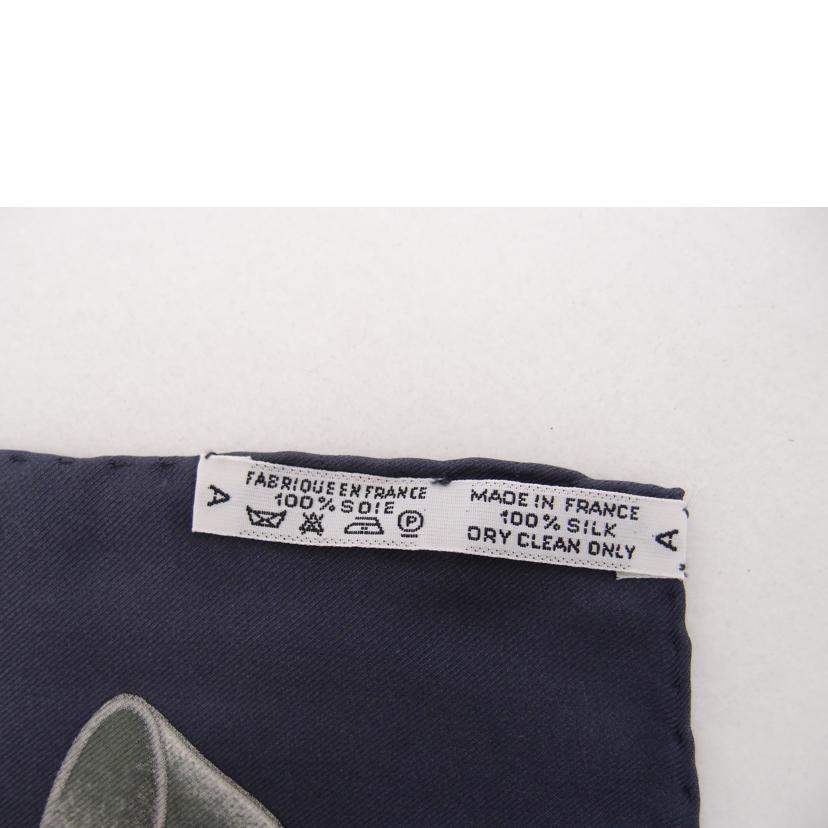 A
FABRIQUE EN FRANCE
100% SOIE
P
MADE IN FRANCE
100% SILK
DRY CLEAN ONLY
A